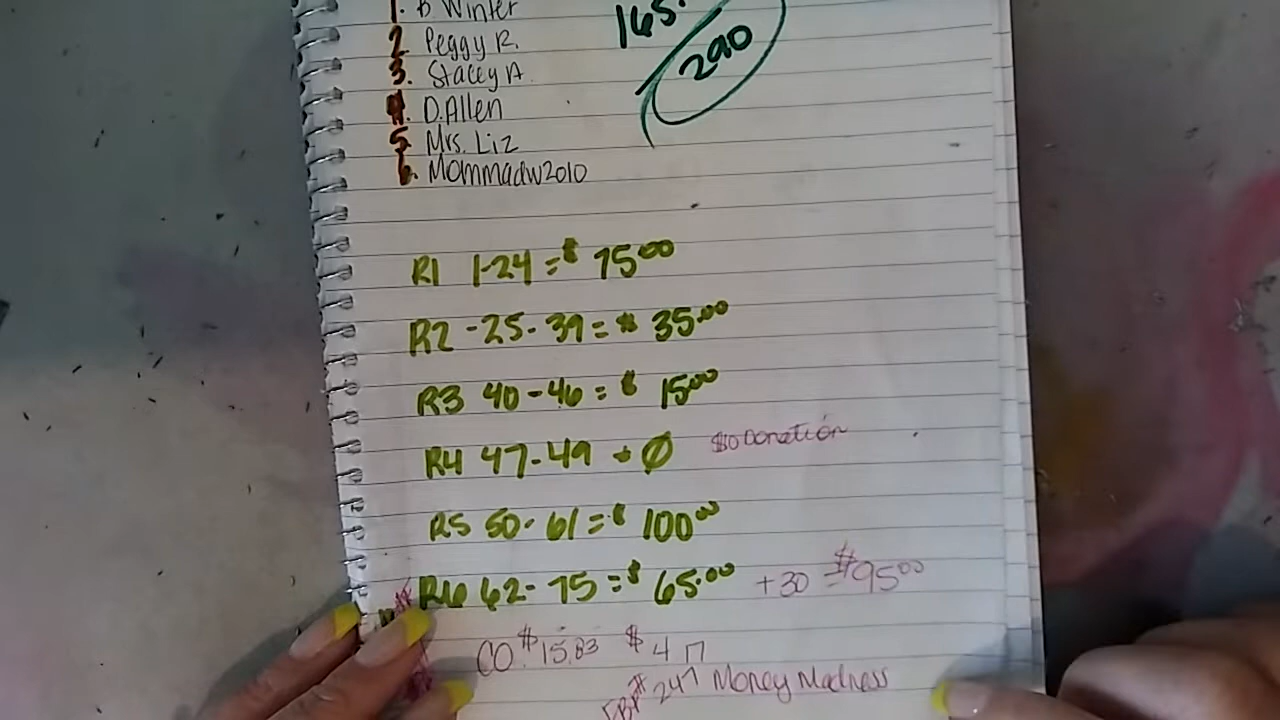 1. B Winter
165.
2 Peggy R.
290
3. Stacey A.
4. D.Allen
5. Mrs. Liz
6. Mommadw2010
R1 1-24 = $ 75.00
R2 - 25 - 39 = $ 35.00
R3 40 - 46 = $ 15.00
R4 47-49 → Ø $10 Donation
R5 50 - 61 = $ 100.00
R6 62 - 75 = $ 65.00 +30 = $95.00
CO $15.83 $4.17
$247 Money Madness